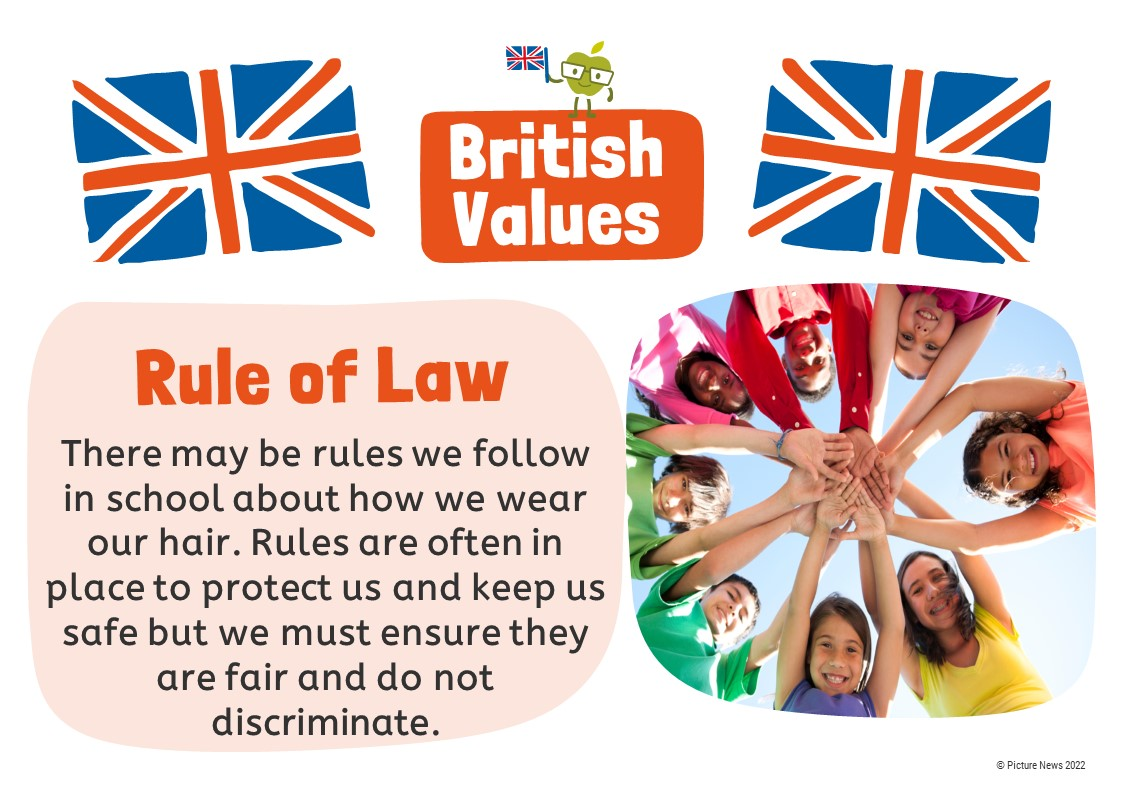 British
Values
Rule of Law
There may be rules we follow
in school about how we wear
our hair. Rules are often in
place to protect us and keep us
safe but we must ensure they
are fair and do not
discriminate.
© Picture News 2022